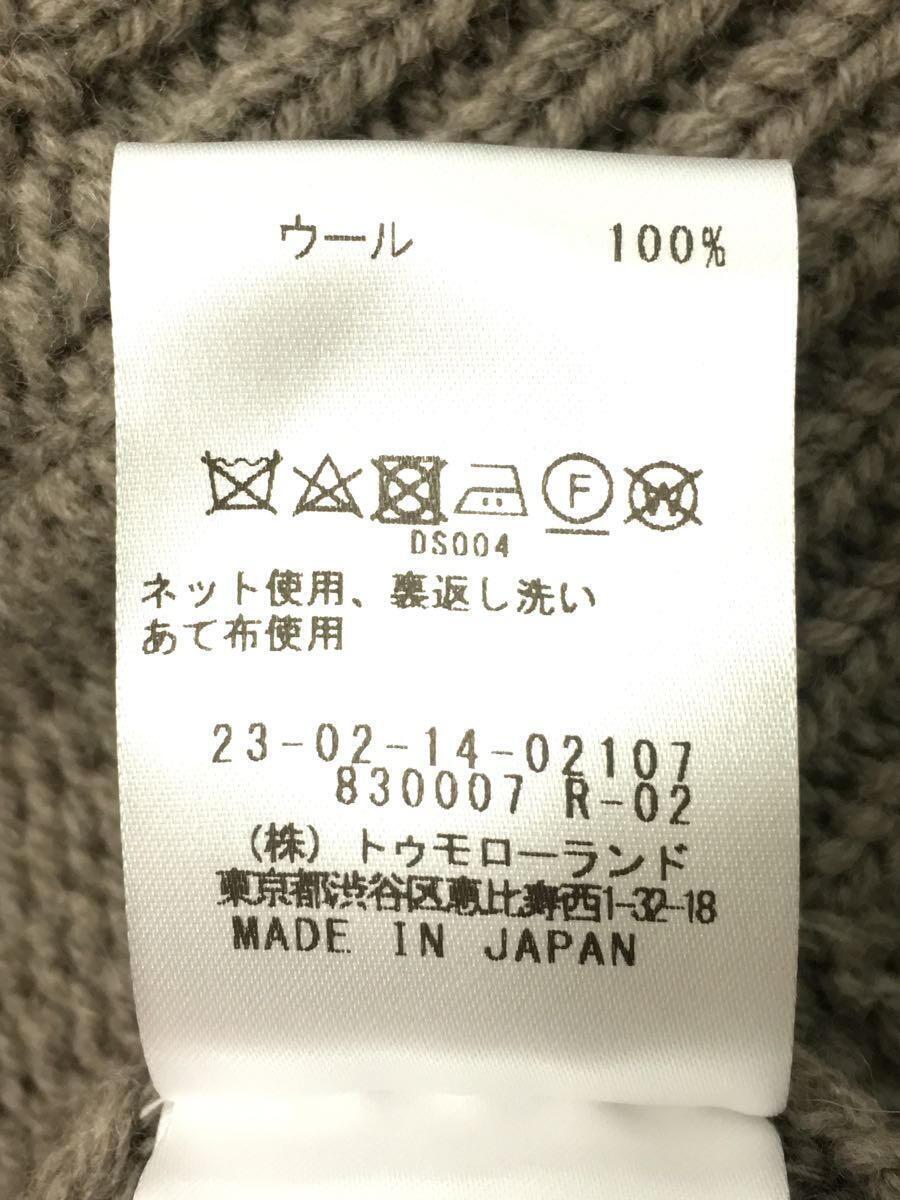 ウール 100%
F W
DS004
ネット使用、裏返し洗い
あて布使用
23-02-14-02107
830007 R-02
(株)トゥモローランド
東京都渋谷区恵比寿西1-32-18
MADE IN JAPAN